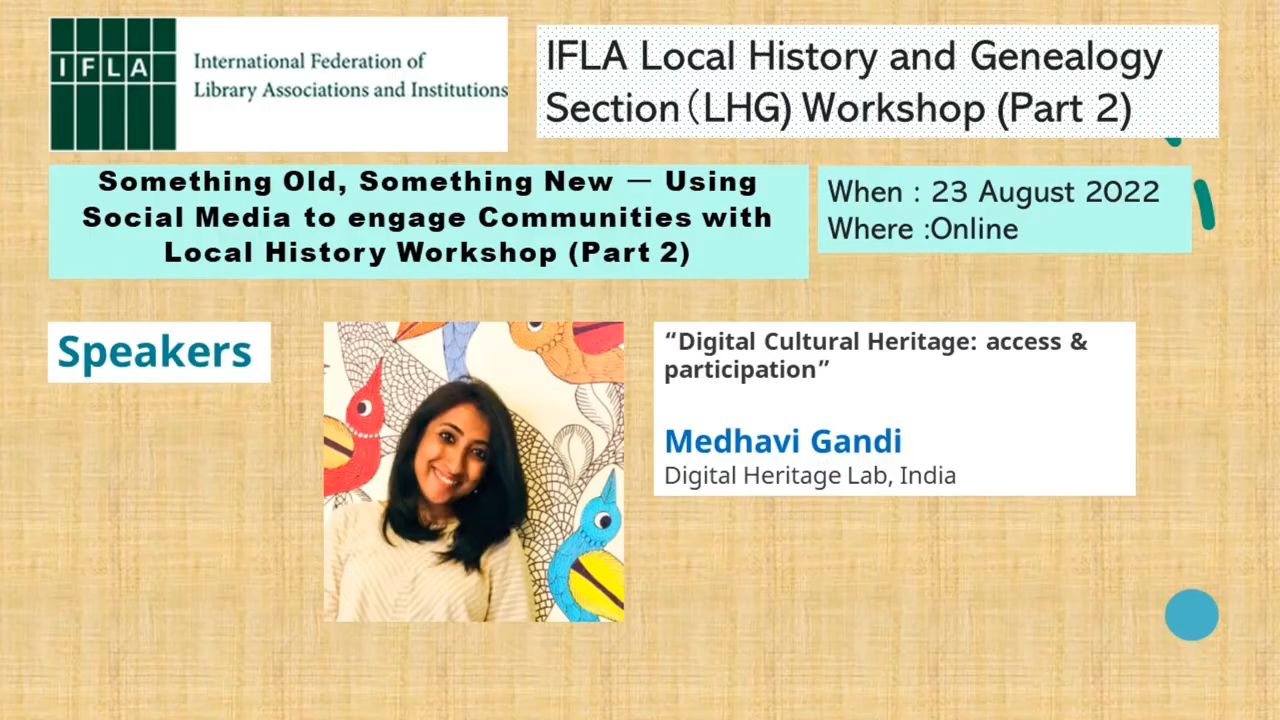 IFLA
International Federation of
Library Associations and Institutions
IFLA Local History and Genealogy
Section (LHG) Workshop (Part 2)
Something Old, Something New — Using
Social Media to engage Communities with
Local History Workshop (Part 2)
When : 23 August 2022
Where :Online
Speakers
“Digital Cultural Heritage: access &
participation”
Medhavi Gandi
Digital Heritage Lab, India